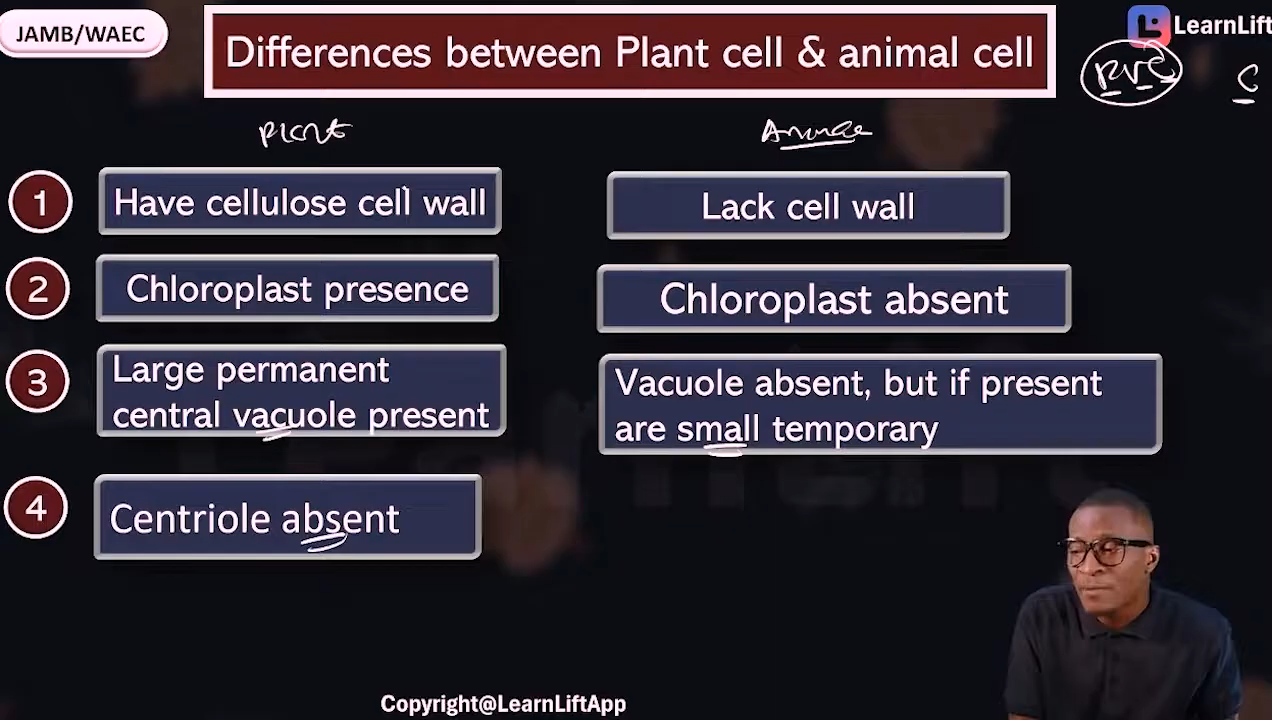 JAMB/WAEC
Differences between Plant cell & animal cell
LearnLift
PVC
C
Plant
Animal
1
Have cellulose cell wall
Lack cell wall
2
Chloroplast presence
Chloroplast absent
3
Large permanent
central vacuole present
Vacuole absent, but if present
are small temporary
4
Centriole absent
Copyright@LearnLiftApp